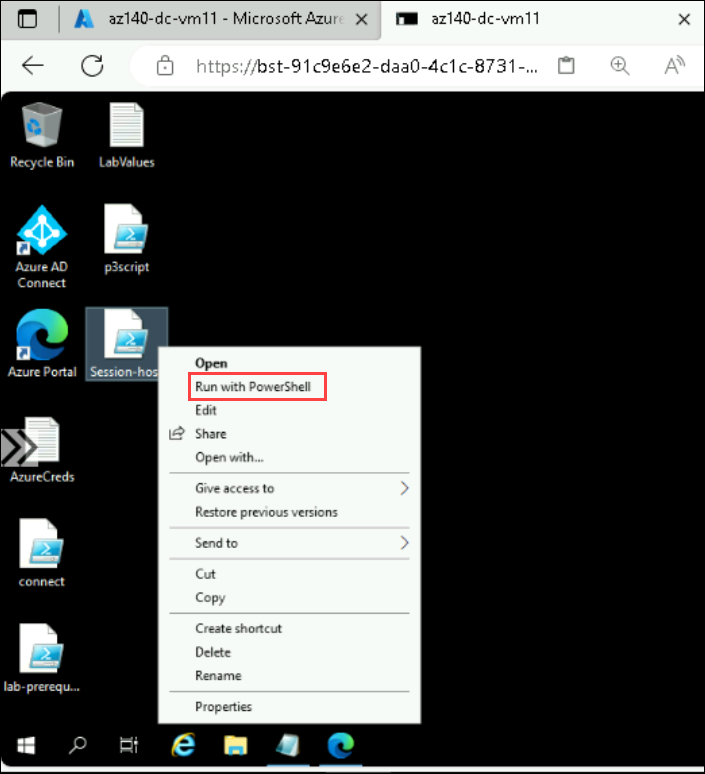 az140-dc-vm11 - Microsoft Azure
az140-dc-vm11
https://bst-91c9e6e2-daa0-4c1c-8731-...
A
Recycle Bin
LabValues
Azure AD
Connect
p3script
Azure Portal
Session-hos
AzureCreds
connect
lab-prerequ...
Open
Run with PowerShell
Edit
Share
Open with...
Give access to
Restore previous versions
Send to
Cut
Copy
Create shortcut
Delete
Rename
Properties